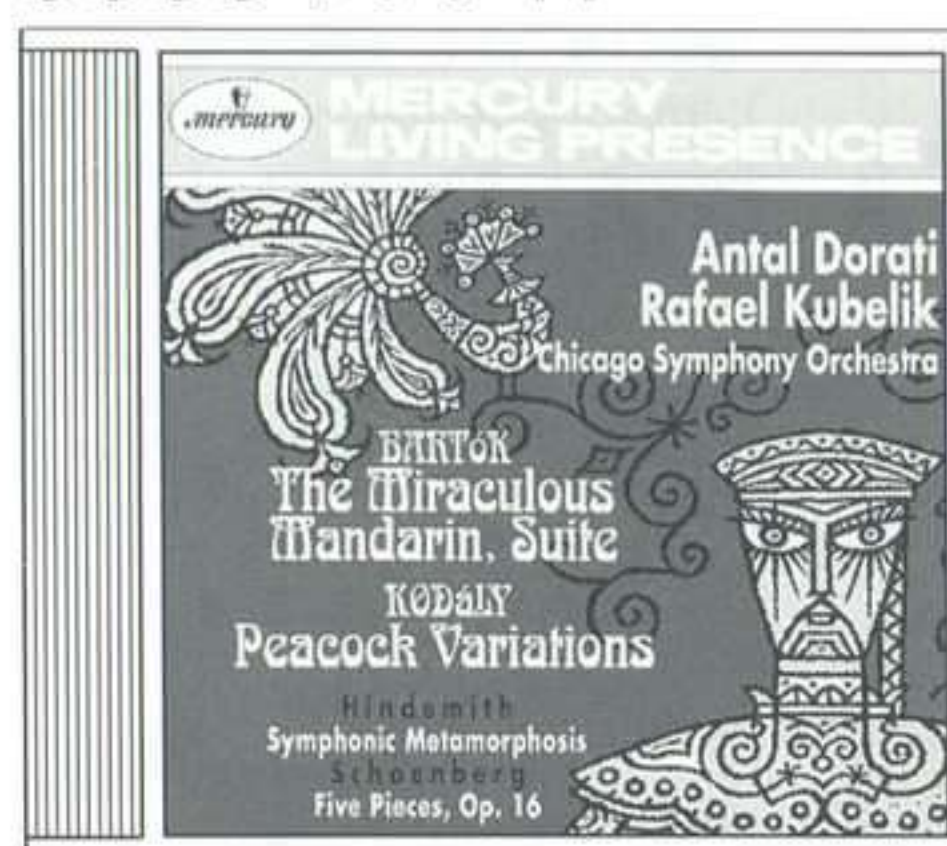 mercury
MERCURY
LIVING PRESENCE
Antal Dorati
Rafael Kubelik
Chicago Symphony Orchestra
BARTóK
The Miraculous
Mandarin, Suite
KODáLY
Peacock Variations
Hindemith
Symphonic Metamorphosis
Schoenberg
Five Pieces, Op. 16